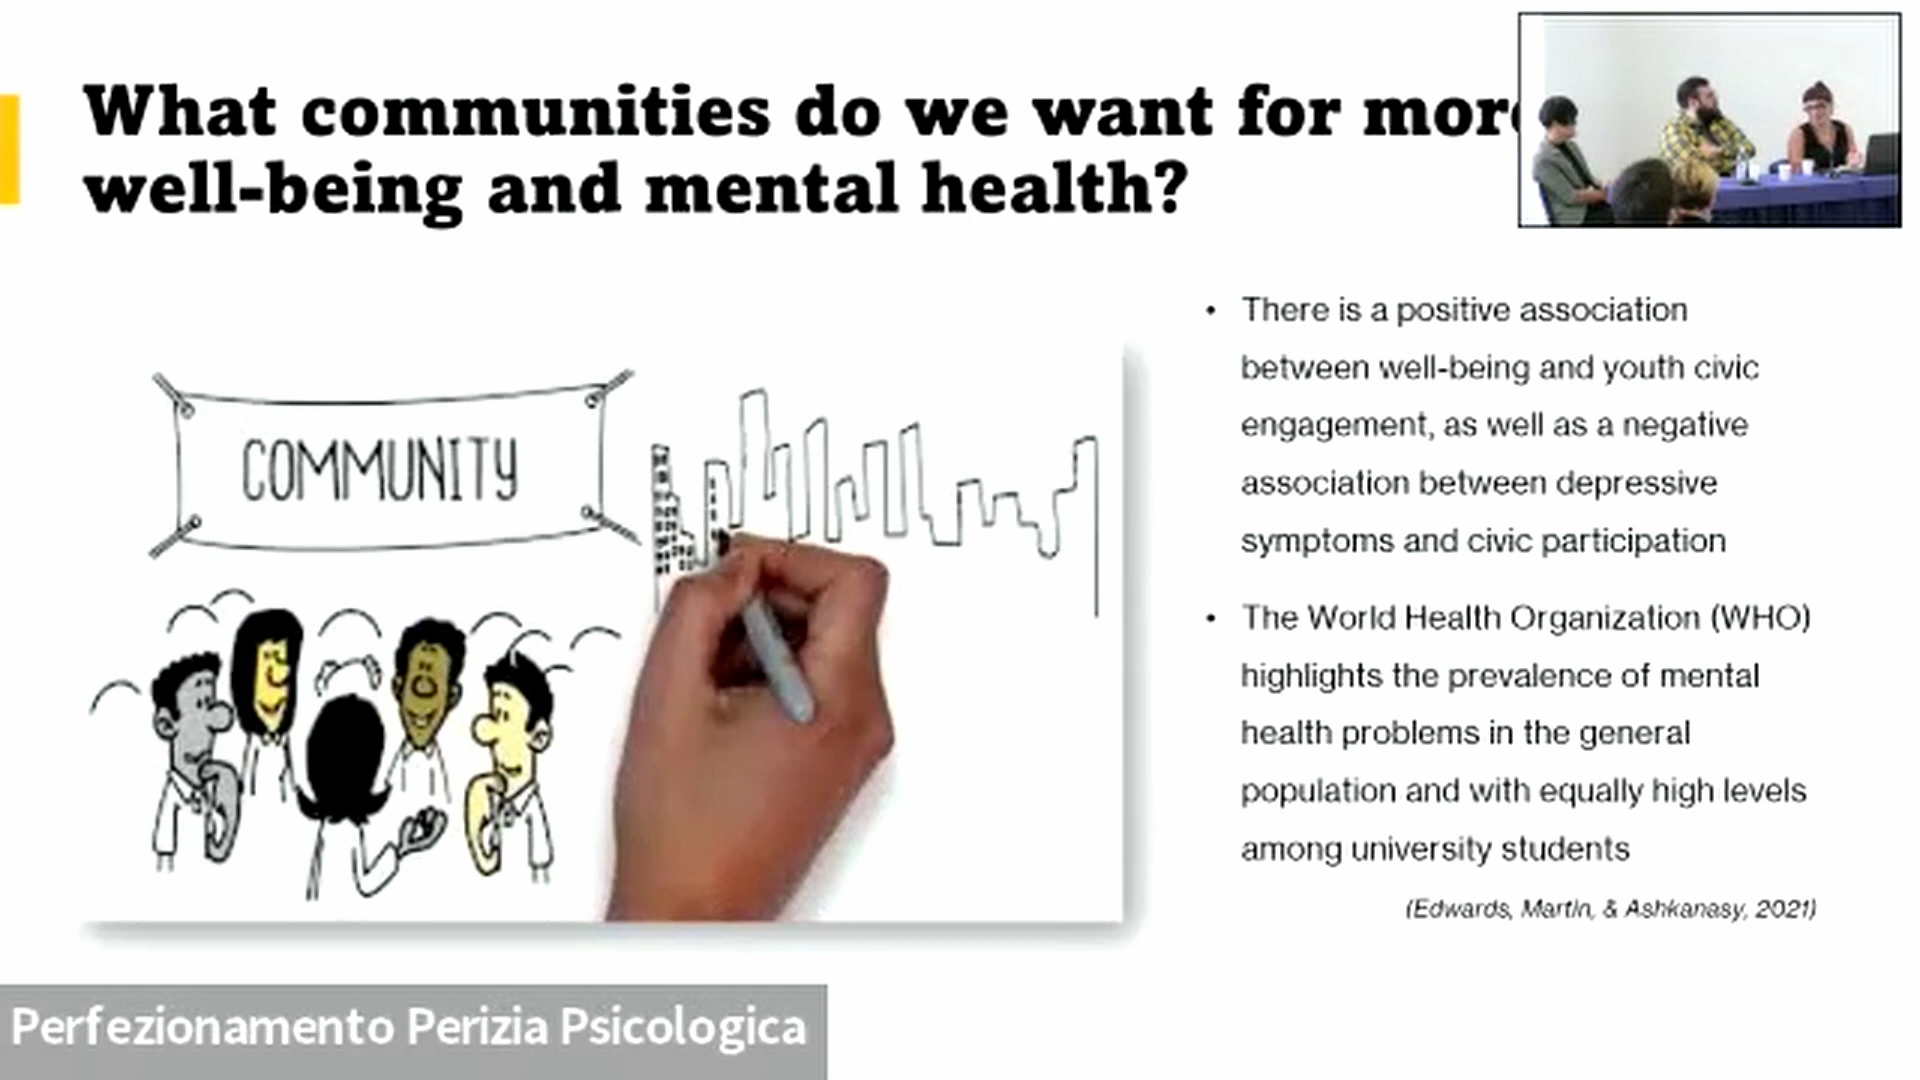 What communities do we want for more
well-being and mental health?
COMMUNITY
• There is a positive association
between well-being and youth civic
engagement, as well as a negative
association between depressive
symptoms and civic participation
• The World Health Organization (WHO)
highlights the prevalence of mental
health problems in the general
population and with equally high levels
among university students
(Edwards, Martin, & Ashkanasy, 2021)
Perfezionamento Perizia Psicologica